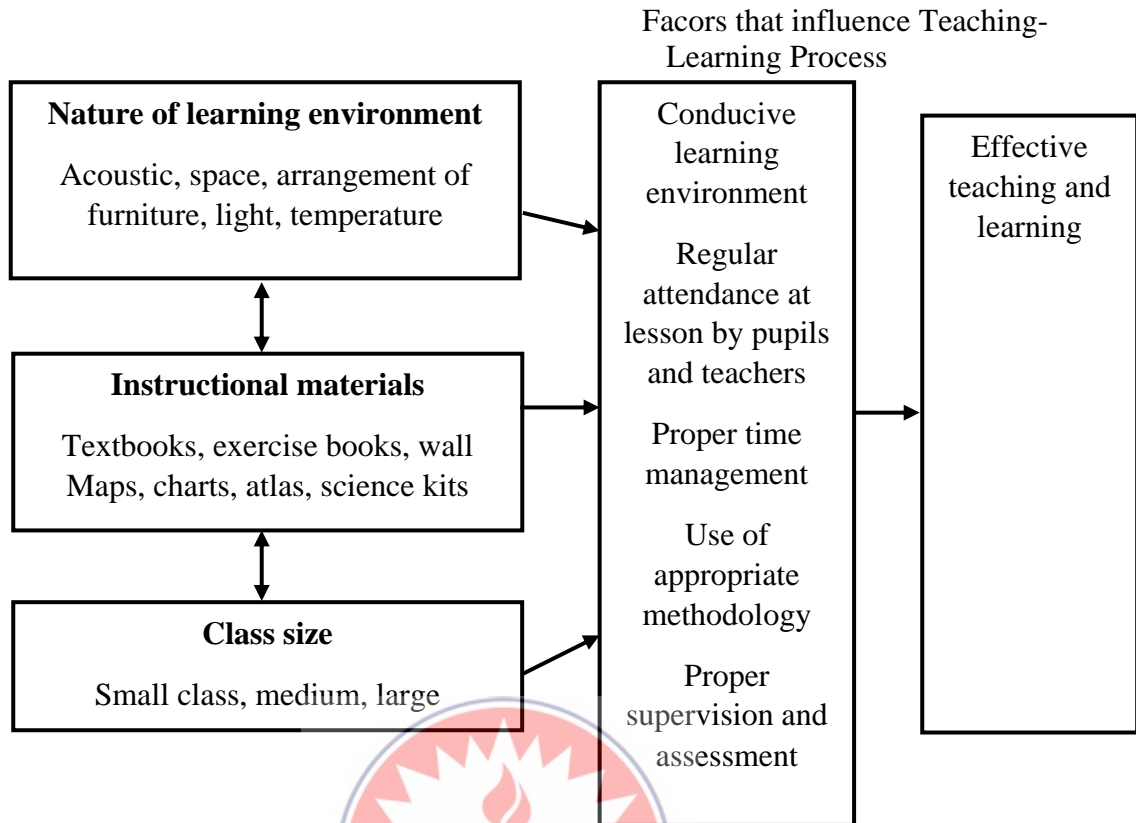 Facors that influence Teaching-
Learning Process
Nature of learning environment
Acoustic, space, arrangement of
furniture, light, temperature
Instructional materials
Textbooks, exercise books, wall
Maps, charts, atlas, science kits
Class size
Small class, medium, large
Conducive
learning
environment
Regular
attendance at
lesson by pupils
and teachers
Proper time
management
Use of
appropriate
methodology
Proper
supervision and
assessment
Effective
teaching and
learning